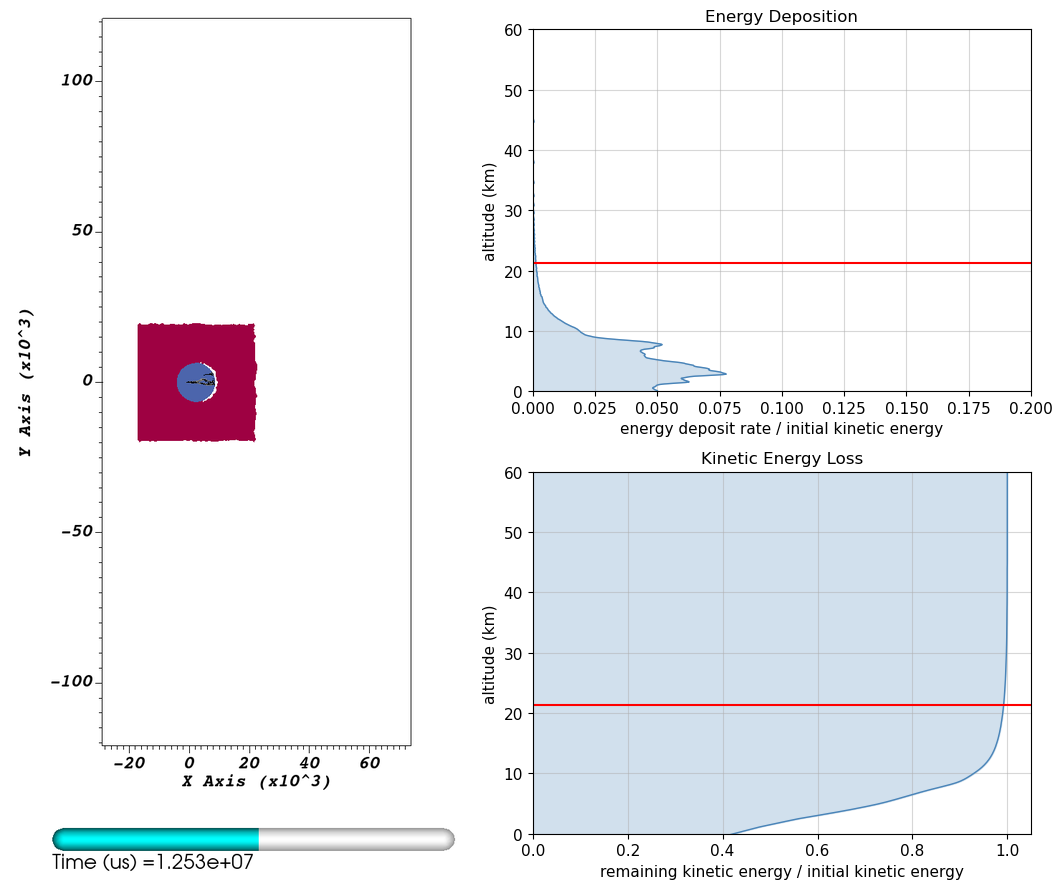 100
50
0
-50
-100
Y Axis (x10^3)
-20 0 20 40 60
X Axis (x10^3)
Time (us) =1.253e+07
Energy Deposition
60
50
40
30
20
10
0
altitude (km)
0.000 0.025 0.050 0.075 0.100 0.125 0.150 0.175 0.200
energy deposit rate / initial kinetic energy
Kinetic Energy Loss
60
50
40
30
20
10
0
altitude (km)
0.0 0.2 0.4 0.6 0.8 1.0
remaining kinetic energy / initial kinetic energy